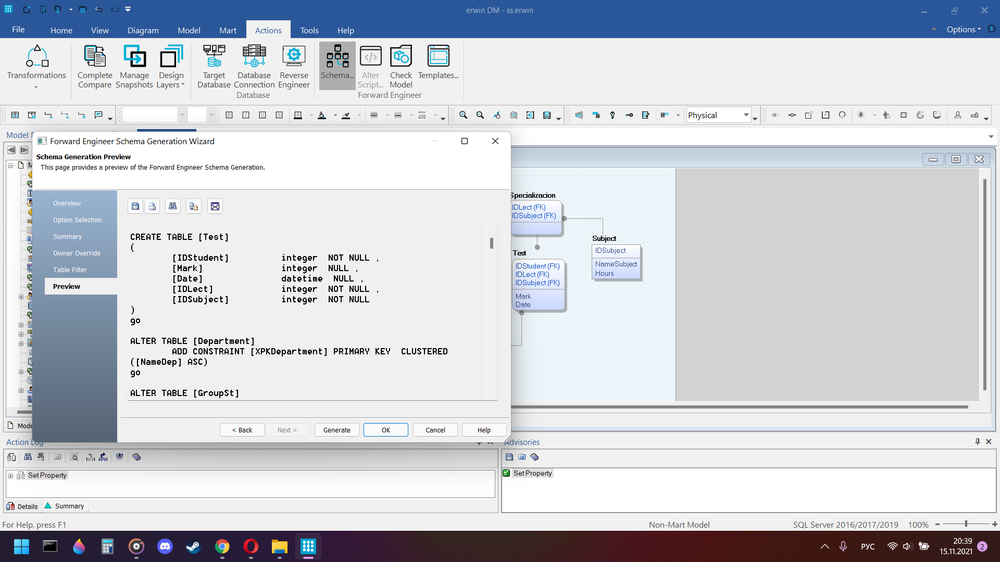 erwin DM - ss.erwin
File
Home
View
Diagram
Model
Mart
Actions
Tools
Help
Options
Transformations
Complete Compare
Manage Snapshots
Design Layers
Target Database
Database Connection
Reverse Engineer
Database
Schema...
Alter Script...
Check Model
Templates...
Forward Engineer
Physical
Model
Forward Engineer Schema Generation Wizard
Schema Generation Preview
This page provides a preview of the Forward Engineer Schema Generation.
Overview
Option Selection
Summary
Owner Override
Table Filter
Preview
CREATE TABLE [Test]
(
[IDStudent] integer NOT NULL ,
[Mark] integer NULL ,
[Date] datetime NULL ,
[IDLect] integer NOT NULL ,
[IDSubject] integer NOT NULL
)
go
ALTER TABLE [Department]
ADD CONSTRAINT [XPKDepartment] PRIMARY KEY CLUSTERED
([NameDep] ASC)
go
ALTER TABLE [GroupSt]
< Back
Next >
Generate
OK
Cancel
Help
Specializacion
IDLect (FK)
IDSubject (FK)
Subject
IDSubject
NameSubject
Hours
Test
IDStudent (FK)
IDLect (FK)
IDSubject (FK)
Mark
Date
Action Log
Set Property
Details
Summary
Advisories
Set Property
For Help, press F1
Non-Mart Model
SQL Server 2016/2017/2019
100%
РУС
20:39
15.11.2021
2